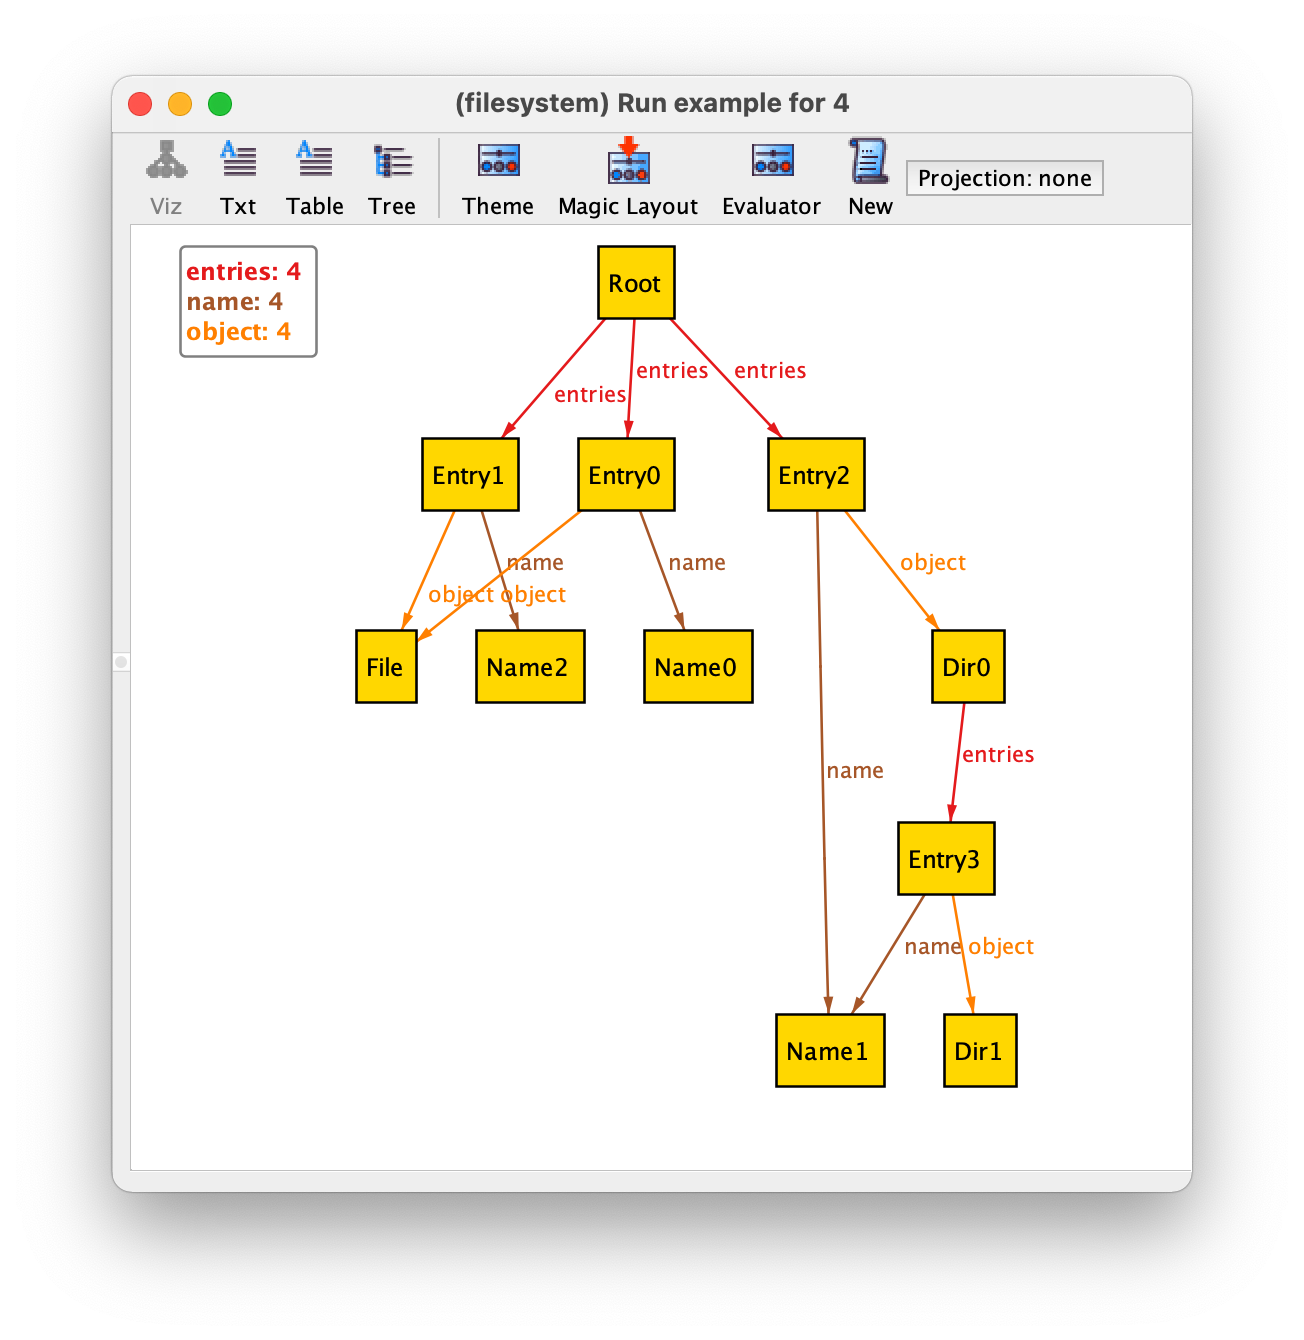 (filesystem) Run example for 4
Viz Txt Table Tree Theme Magic Layout Evaluator New Projection: none
entries: 4
name: 4
object: 4
Root
entries entries entries
Entry1 Entry0 Entry2
name name object
object object
File Name2 Name0 Dir0
entries
name
Entry3
name object
Name1 Dir1